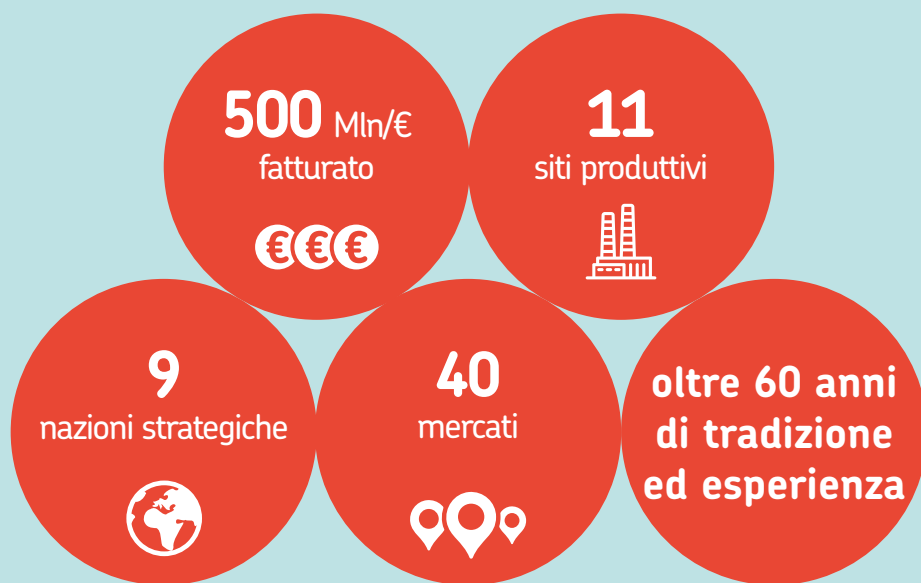 500 Mln/€
fatturato
€€€
11
siti produttivi
9
nazioni strategiche
40
mercati
oltre 60 anni
di tradizione
ed esperienza